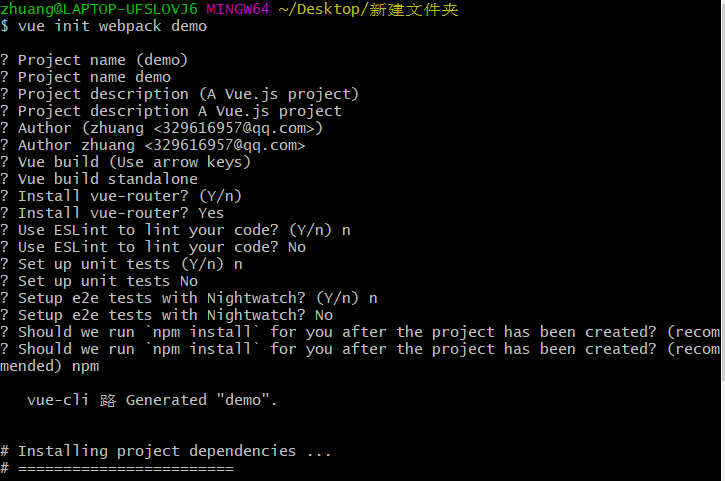 zhuang@LAPTOP-UFSLOVJ6 MINGW64 ~/Desktop/新建文件夹
$ vue init webpack demo
? Project name (demo)
? Project name demo
? Project description (A Vue.js project)
? Project description A Vue.js project
? Author (zhuang <329616957@qq.com>)
? Author zhuang <329616957@qq.com>
? Vue build (Use arrow keys)
? Vue build standalone
? Install vue-router? (Y/n)
? Install vue-router? Yes
? Use ESLint to lint your code? (Y/n) n
? Use ESLint to lint your code? No
? Set up unit tests (Y/n) n
? Set up unit tests No
? Setup e2e tests with Nightwatch? (Y/n) n
? Setup e2e tests with Nightwatch? No
? Should we run `npm install` for you after the project has been created? (recom
? Should we run `npm install` for you after the project has been created? (recom
mended) npm
vue-cli 路 Generated "demo".
# Installing project dependencies ...
# ========================